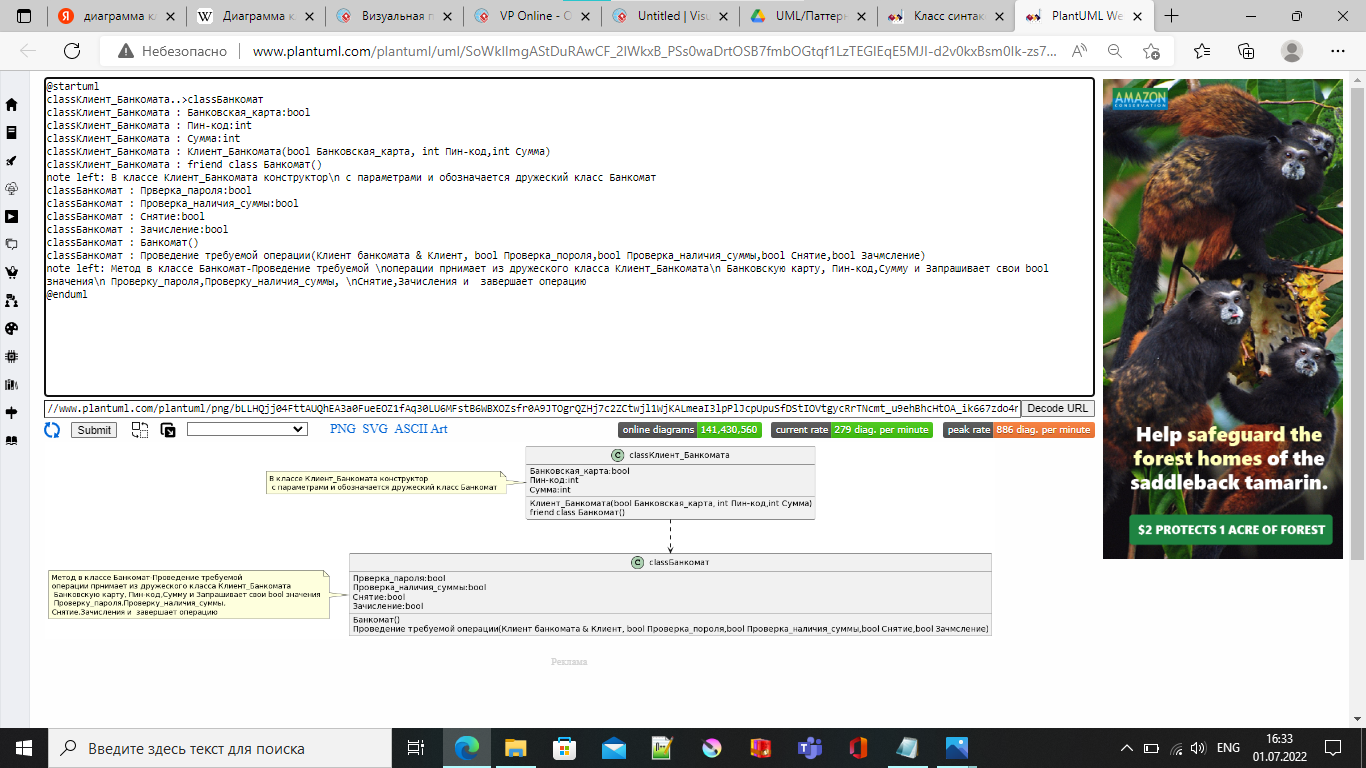 диаграмма кл
Диаграмма к
Визуальная п
VP Online - C
Untitled | Visu
UML/Паттерн
Класс синтак
PlantUML We
Небезопасно
www.plantuml.com/plantuml/uml/
@startuml
classКлиент_Банкомата..>classБанкомат
classКлиент_Банкомата : Банковская_карта:bool
classКлиент_Банкомата : Пин-код:int
classКлиент_Банкомата : Сумма:int
classКлиент_Банкомата : Клиент_Банкомата(bool Банковская_карта, int Пин-код,int Сумма)
classКлиент_Банкомата : friend class Банкомат()
note left: В классе Клиент_Банкомата конструктор\n с параметрами и обозначается дружеский класс Банкомат
classБанкомат : Прверка_пароля:bool
classБанкомат : Проверка_наличия_суммы:bool
classБанкомат : Снятие:bool
classБанкомат : Зачисление:bool
classБанкомат : Банкомат()
classБанкомат : Проведение требуемой операции(Клиент банкомата & Клиент, bool Проверка_пороля,bool Проверка_наличия_суммы,bool Снятие,bool Зачмсление)
note left: Метод в классе Банкомат-Проведение требуемой \nоперации прнимает из дружеского класса Клиент_Банкомата\n Банковскую карту, Пин-код,Сумму и Запрашивает свои bool
значения\n Проверку_пароля,Проверку_наличия_суммы, \nСнятие,Зачисления и  завершает операцию
@enduml
//www.plantuml.com/plantuml/png/
Decode URL
Submit
PNG SVG ASCII Art
online diagrams 141,430,560
current rate 279 diag. per minute
peak rate 886 diag. per minute
C classКлиент_Банкомата
Банковская_карта:bool
Пин-код:int
Сумма:int
Клиент_Банкомата(bool Банковская_карта, int Пин-код,int Сумма)
friend class Банкомат()
В классе Клиент_Банкомата конструктор
с параметрами и обозначается дружеский класс Банкомат
C classБанкомат
Прверка_пароля:bool
Проверка_наличия_суммы:bool
Снятие:bool
Зачисление:bool
Банкомат()
Проведение требуемой операции(Клиент банкомата & Клиент, bool Проверка_пороля,bool Проверка_наличия_суммы,bool Снятие,bool Зачмсление)
Метод в классе Банкомат-Проведение требуемой
операции прнимает из дружеского класса Клиент_Банкомата
Банковскую карту, Пин-код,Сумму и Запрашивает свои bool значения
Проверку_пароля,Проверку_наличия_суммы,
Снятие,Зачисления и  завершает операцию
Реклама
AMAZON
CONSERVATION
Help safeguard the
forest homes of the
saddleback tamarin.
$2 PROTECTS 1 ACRE OF FOREST
Введите здесь текст для поиска
ENG
16:33
01.07.2022